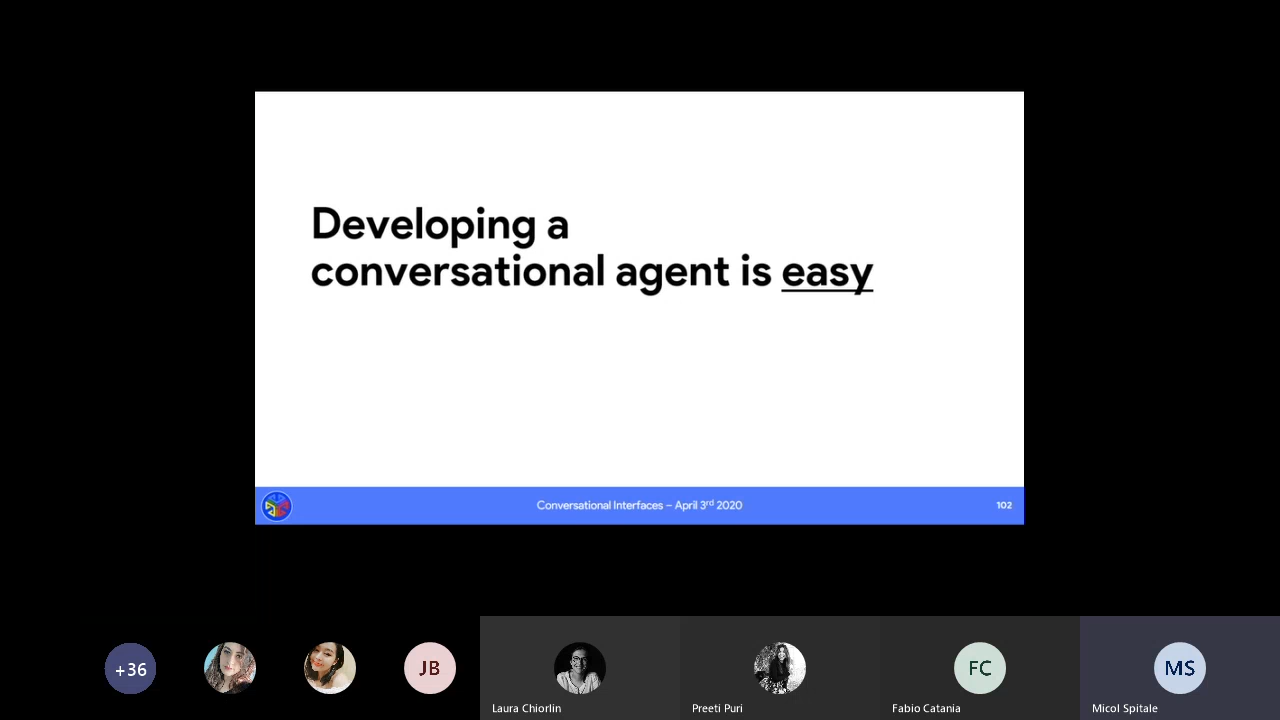 Developing a
conversational agent is easy
Conversational Interfaces – April 3rd 2020
102
+36
JB
FC
MS
Laura Chiorlin
Preeti Puri
Fabio Catania
Micol Spitale